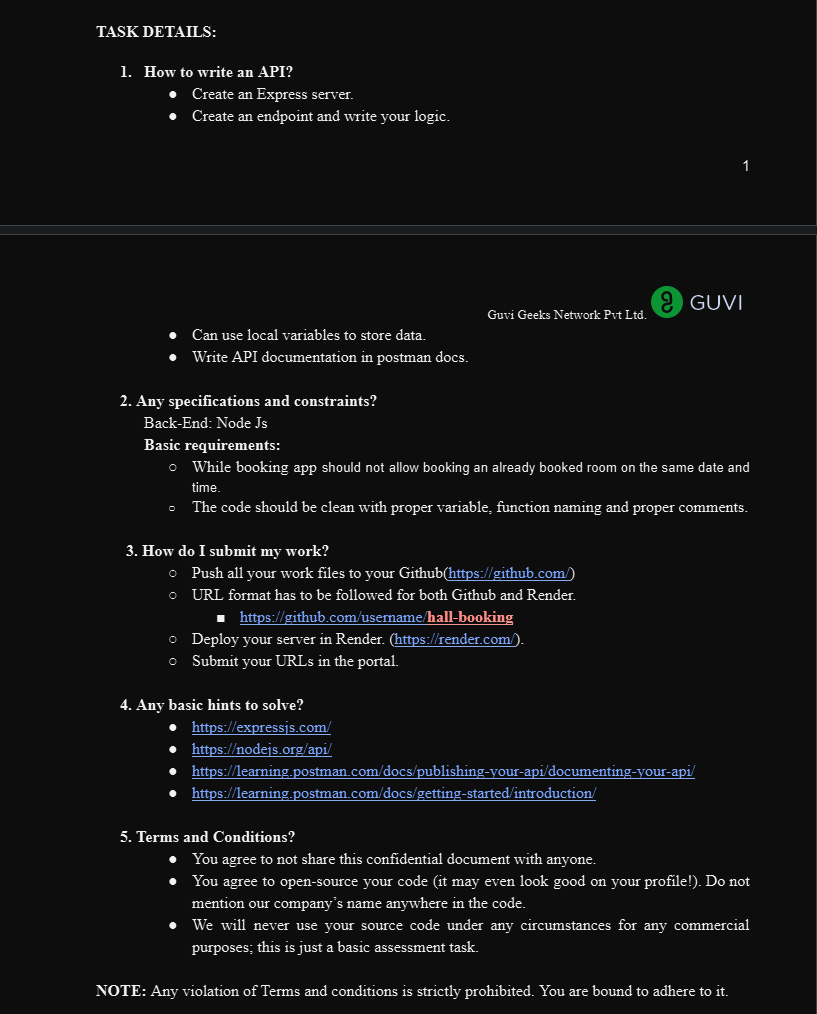 TASK DETAILS:
1. How to write an API?
● Create an Express server.
● Create an endpoint and write your logic.
1
Guvi Geeks Network Pvt Ltd. GUVI
● Can use local variables to store data.
● Write API documentation in postman docs.
2. Any specifications and constraints?
Back-End: Node Js
Basic requirements:
○ While booking app should not allow booking an already booked room on the same date and
time.
○ The code should be clean with proper variable, function naming and proper comments.
3. How do I submit my work?
○ Push all your work files to your Github(https://github.com/)
○ URL format has to be followed for both Github and Render.
■ https://github.com/username/hall-booking
○ Deploy your server in Render. (https://render.com/).
○ Submit your URLs in the portal.
4. Any basic hints to solve?
● https://expressjs.com/
● https://nodejs.org/api/
● https://learning.postman.com/docs/publishing-your-api/documenting-your-api/
● https://learning.postman.com/docs/getting-started/introduction/
5. Terms and Conditions?
● You agree to not share this confidential document with anyone.
● You agree to open-source your code (it may even look good on your profile!). Do not
mention our company’s name anywhere in the code.
● We will never use your source code under any circumstances for any commercial
purposes; this is just a basic assessment task.
NOTE: Any violation of Terms and conditions is strictly prohibited. You are bound to adhere to it.